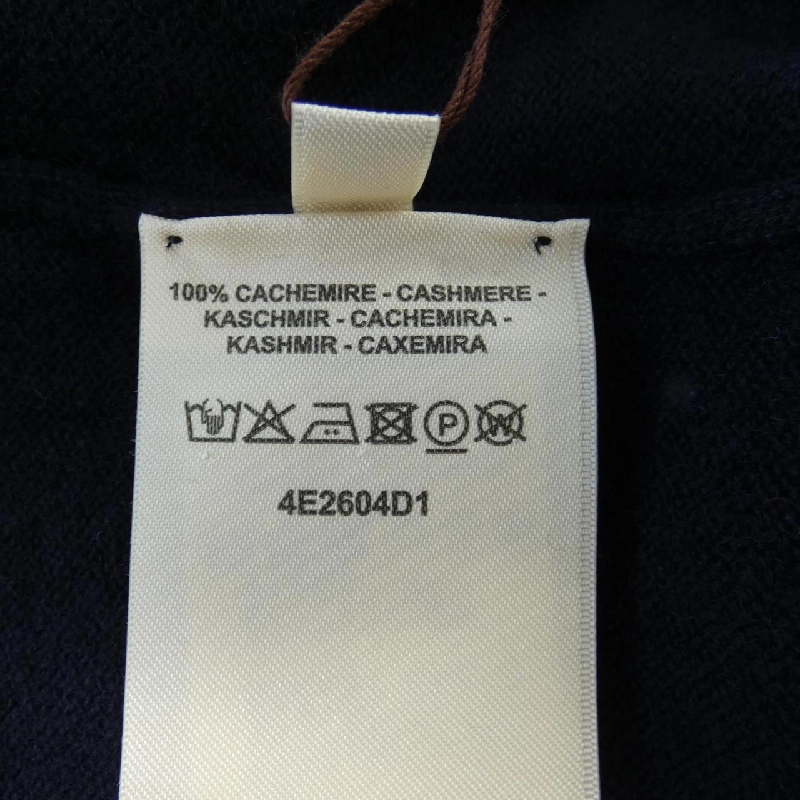 100% CACHEMIRE - CASHMERE -
KASCHMIR - CACHEMIRA -
KASHMIR - CAXEMIRA
P W
4E2604D1